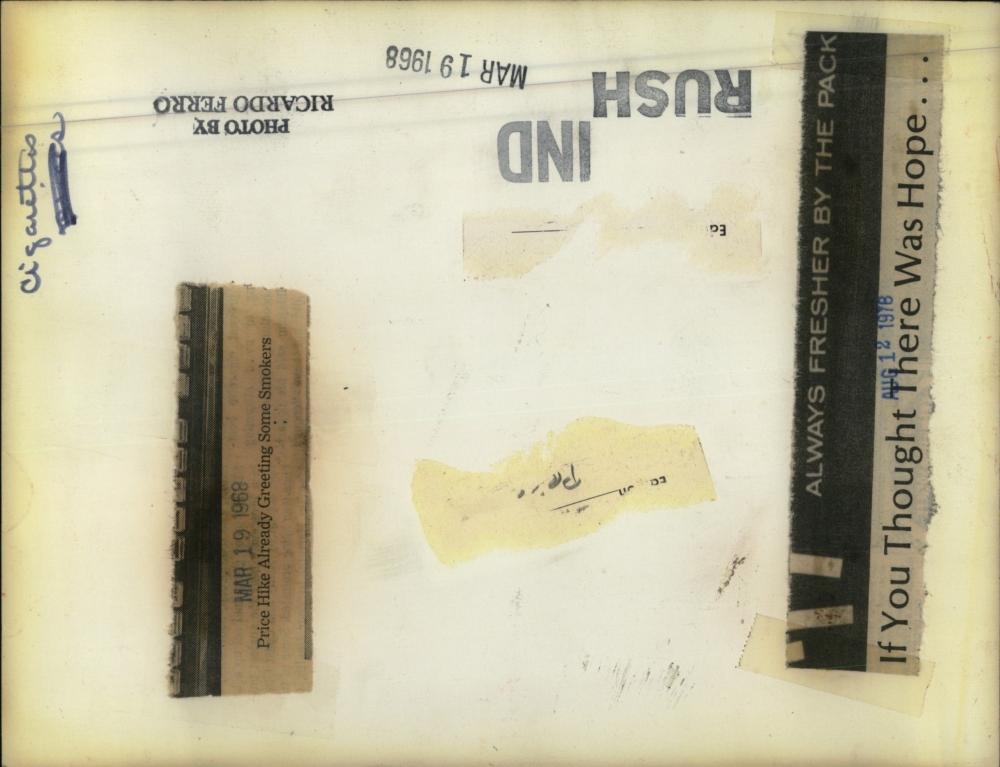 MAR 19 1968
RUSH
IND
PHOTO BY
RICARDO FERRO
cigarettes
MAR 19 1968
Price Hike Already Greeting Some Smokers
ALWAYS FRESHER BY THE PACK
AUG 12 1978
If You Thought There Was Hope . . . .